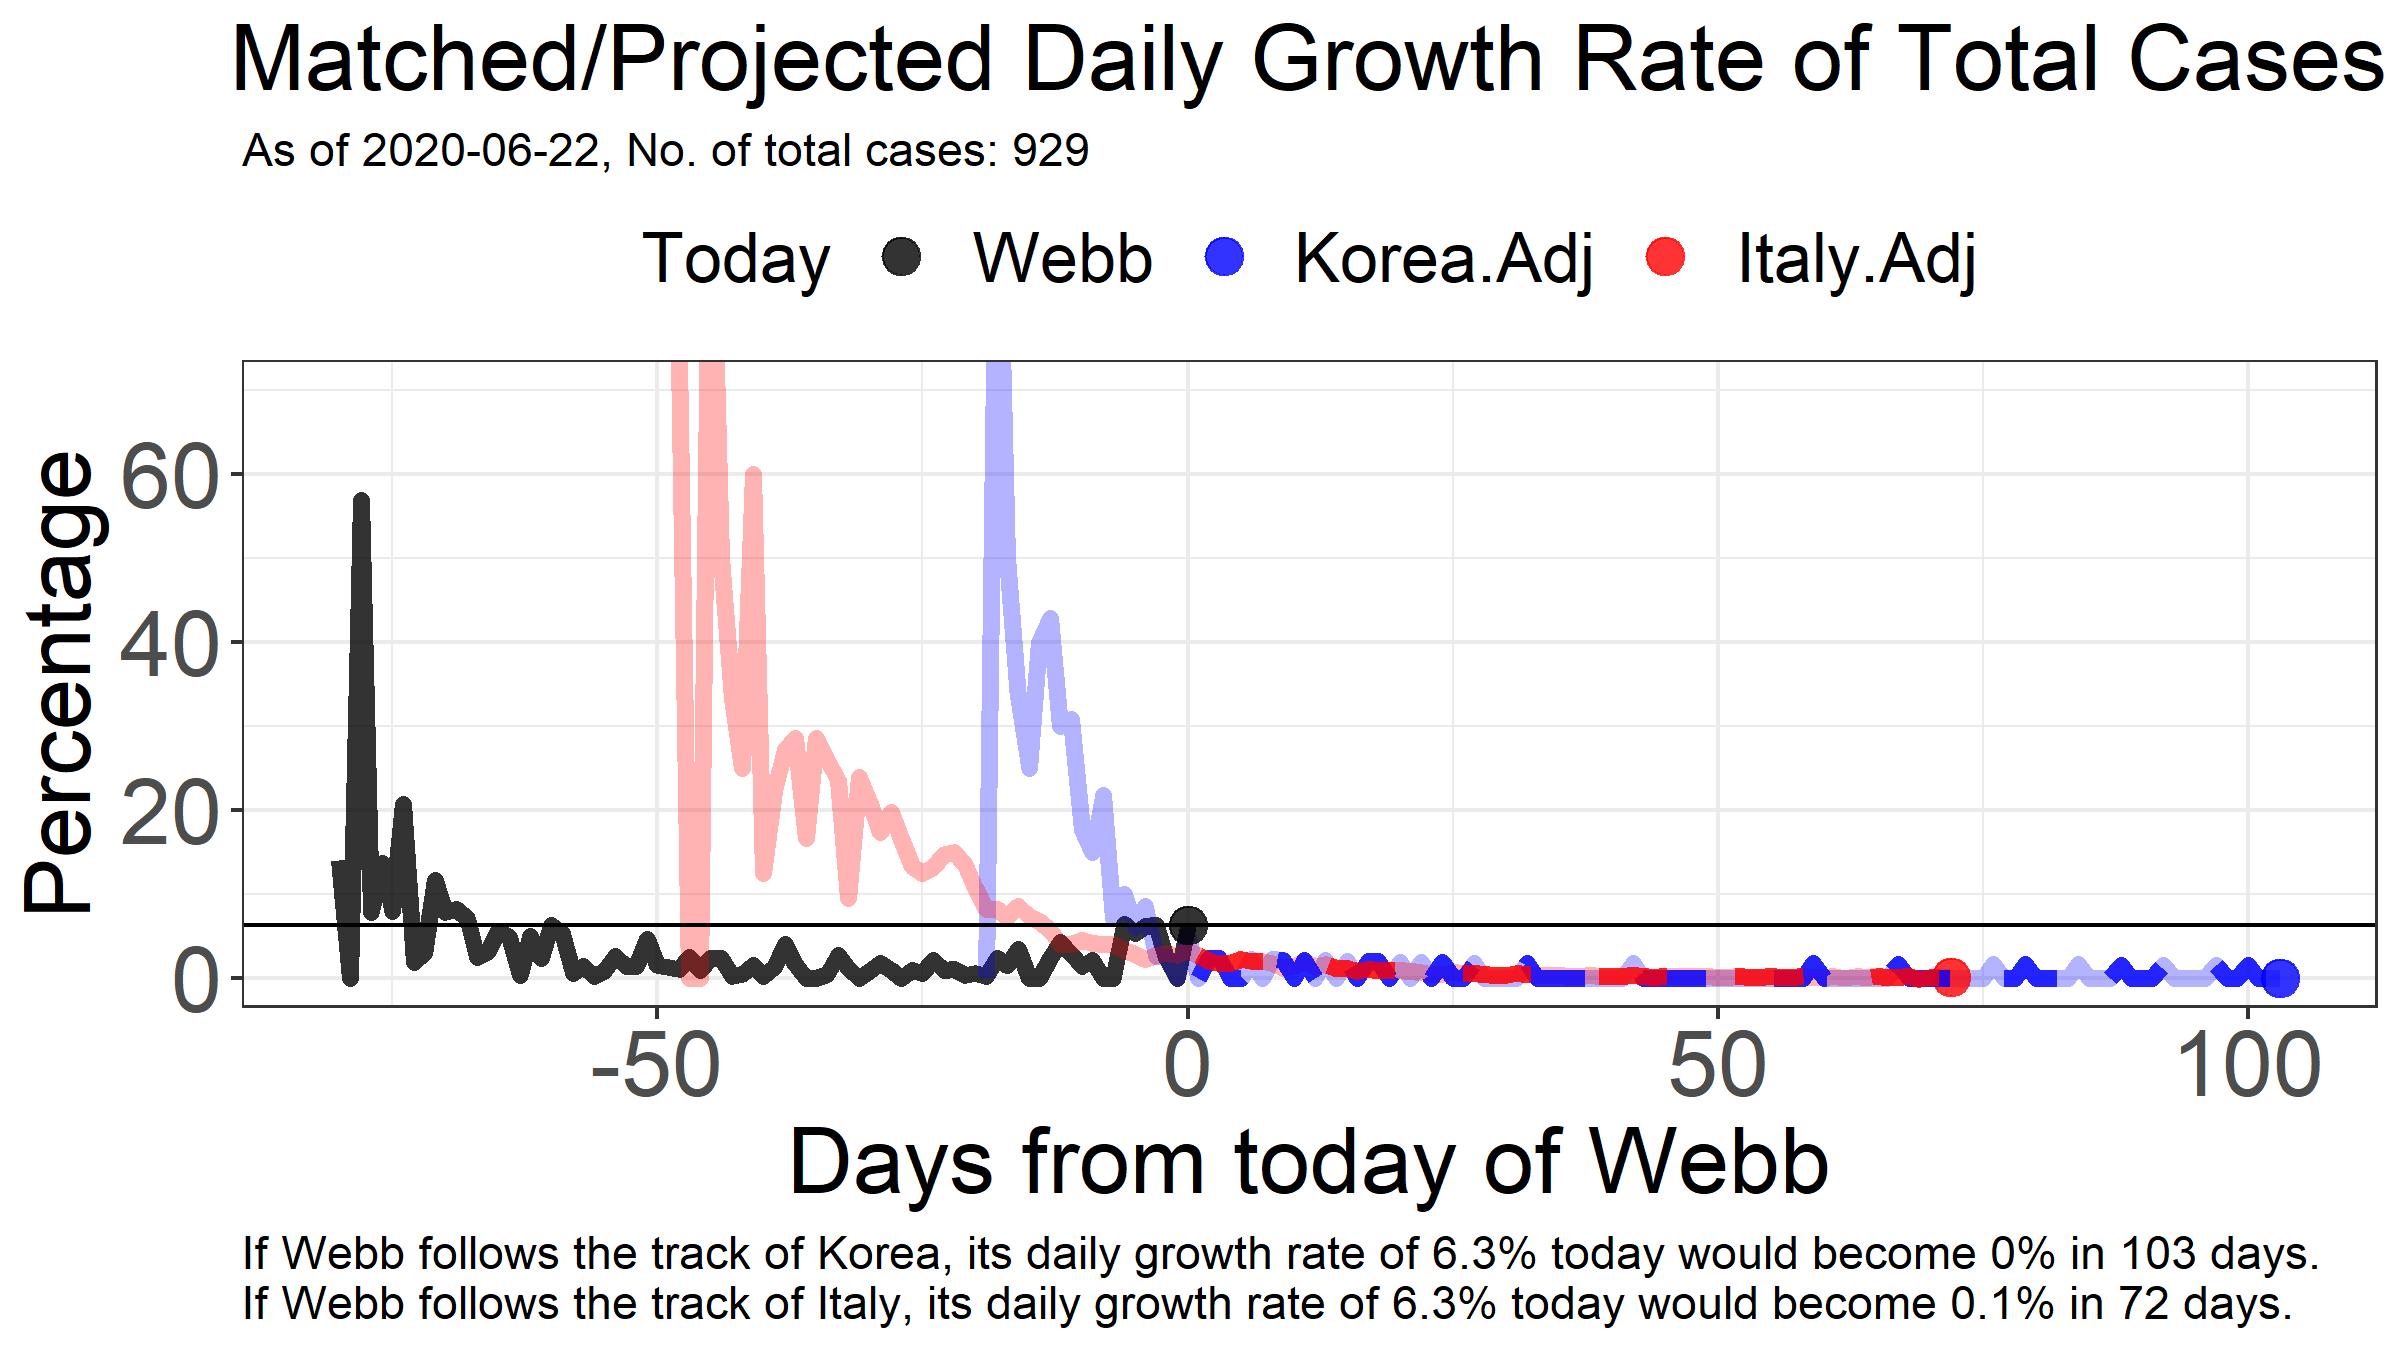 Matched/Projected Daily Growth Rate of Total Cases
As of 2020-06-22, No. of total cases: 929
Today Webb Korea.Adj Italy.Adj
Percentage
60
40
20
0
-50 0 50 100
Days from today of Webb
If Webb follows the track of Korea, its daily growth rate of 6.3% today would become 0% in 103 days.
If Webb follows the track of Italy, its daily growth rate of 6.3% today would become 0.1% in 72 days.